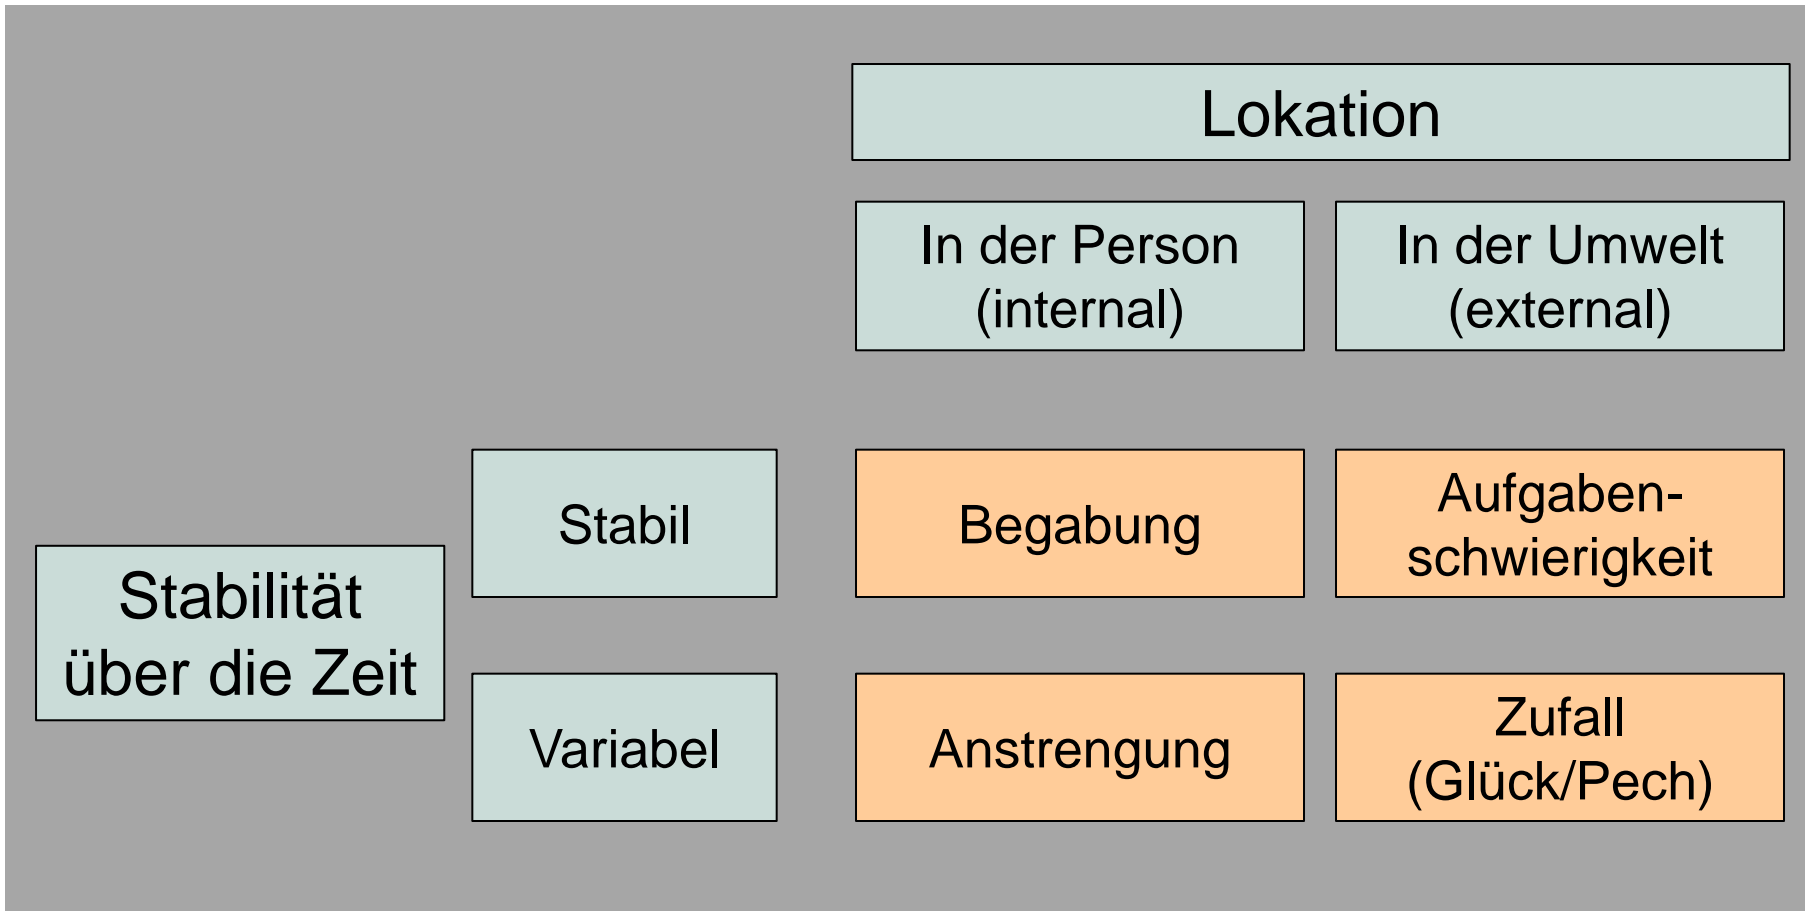 Lokation
In der Person
(internal)
In der Umwelt
(external)
Stabilität
über die Zeit
Stabil
Begabung
Aufgaben-
schwierigkeit
Variabel
Anstrengung
Zufall
(Glück/Pech)